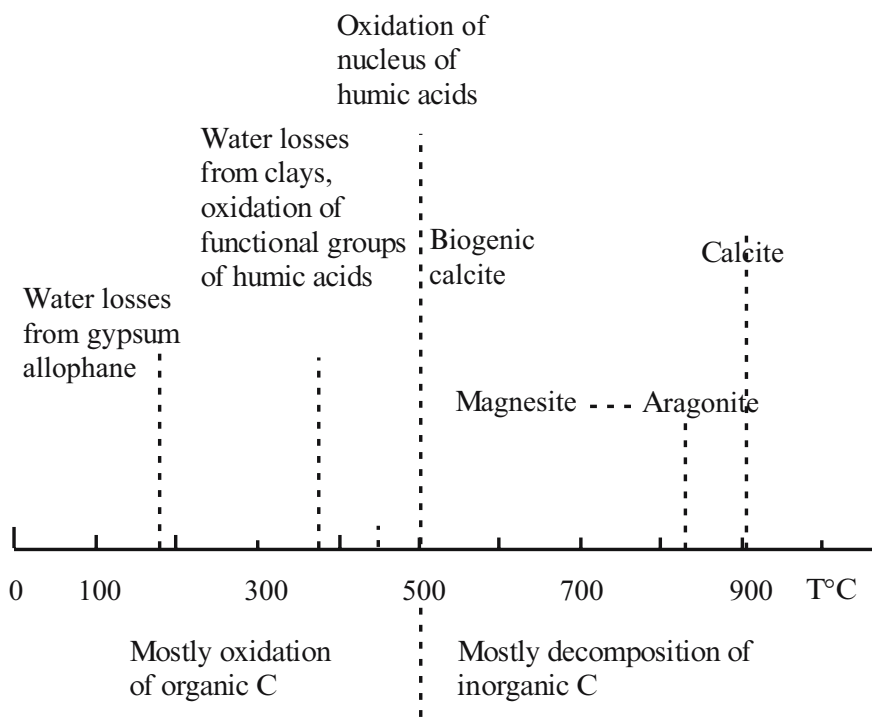 Oxidation of
nucleus of
humic acids
Water losses
from clays,
oxidation of
functional groups
of humic acids
Biogenic
calcite
Calcite
Water losses
from gypsum
allophane
Magnesite
Aragonite
0 100 300 500 700 900 T°C
Mostly oxidation
of organic C
Mostly decomposition of
inorganic C